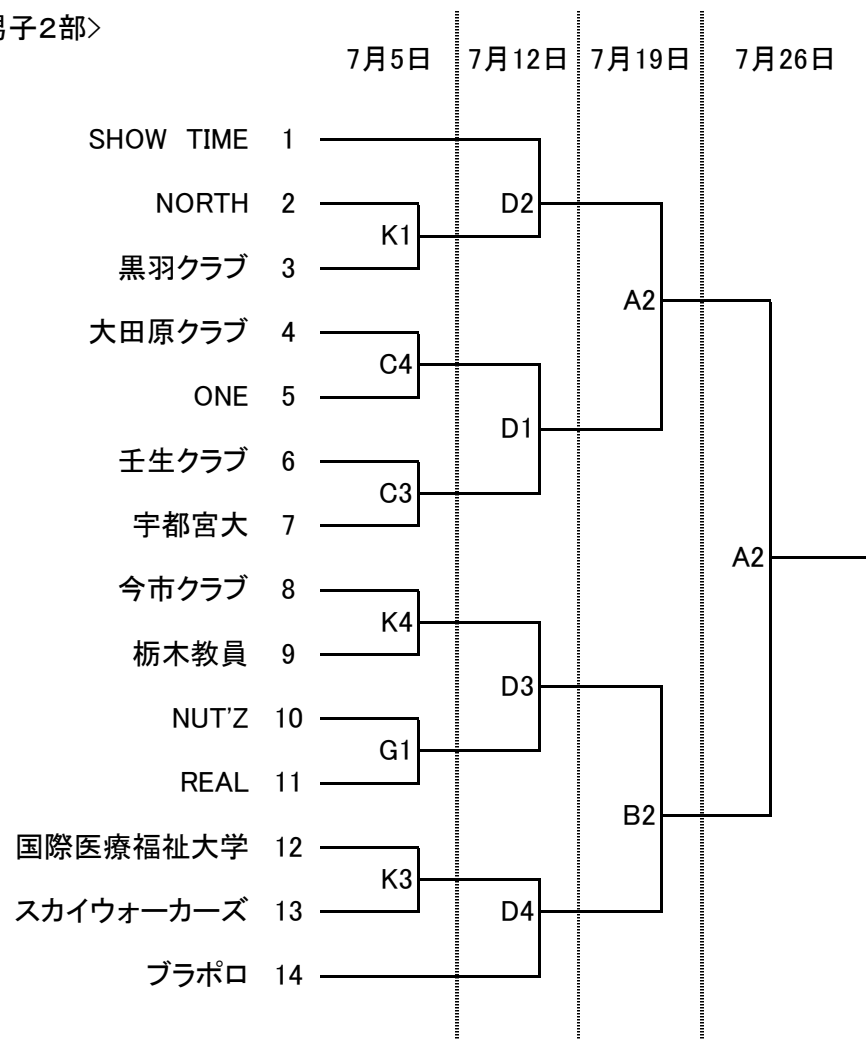 男子2部>
7月5日 7月12日 7月19日 7月26日
SHOW TIME 1
D2
NORTH 2
K1
黒羽クラブ 3
A2
大田原クラブ 4
C4
ONE 5
D1
壬生クラブ 6
C3
宇都宮大 7
A2
今市クラブ 8
K4
栃木教員 9
D3
NUT'Z 10
G1
REAL 11
B2
国際医療福祉大学 12
K3
スカイウォーカーズ 13
D4
ブラポロ 14